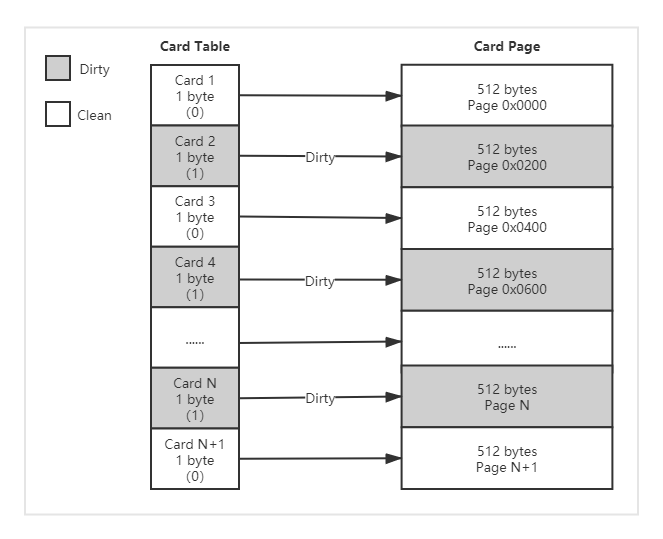 Card Table
Card Page
Dirty
Clean
Card 1
1 byte
(0)
512 bytes
Page 0x0000
Card 2
1 byte
(1)
Dirty
512 bytes
Page 0x0200
Card 3
1 byte
(0)
512 bytes
Page 0x0400
Card 4
1 byte
(1)
Dirty
512 bytes
Page 0x0600
......
......
Card N
1 byte
(1)
Dirty
512 bytes
Page N
Card N+1
1 byte
(0)
512 bytes
Page N+1